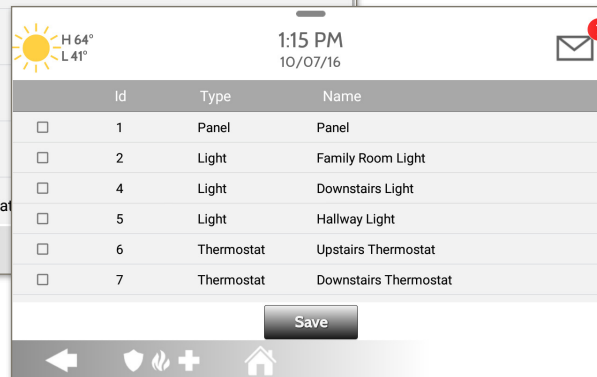 H 64°
L 41°
1:15 PM
10/07/16
Id Type Name
1 Panel Panel
2 Light Family Room Light
4 Light Downstairs Light
5 Light Hallway Light
6 Thermostat Upstairs Thermostat
7 Thermostat Downstairs Thermostat
at
Save